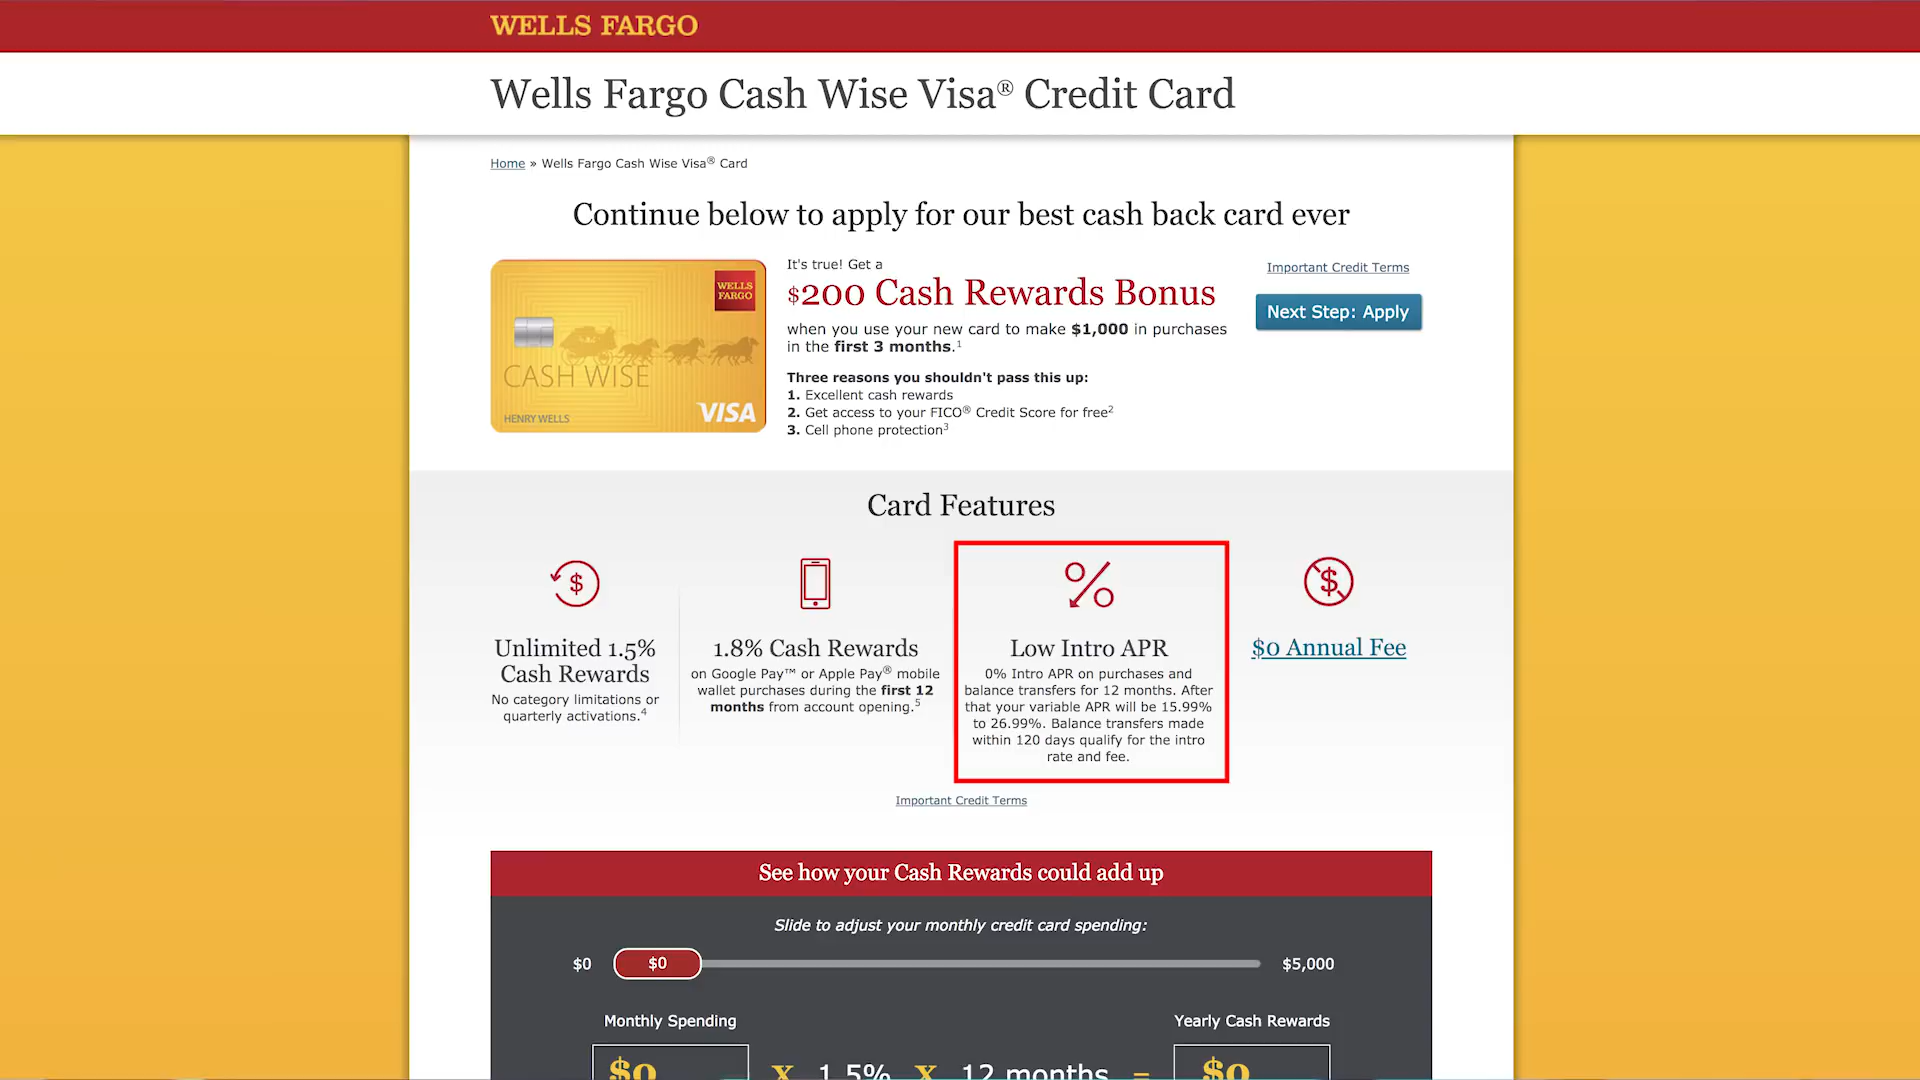 WELLS FARGO
Wells Fargo Cash Wise Visa® Credit Card
Home » Wells Fargo Cash Wise Visa® Card
Continue below to apply for our best cash back card ever
WELLS
FARGO
CASH WISE
HENRY WELLS
VISA
It's true! Get a
$200 Cash Rewards Bonus
when you use your new card to make $1,000 in purchases
in the first 3 months.1
Three reasons you shouldn't pass this up:
1. Excellent cash rewards
2. Get access to your FICO® Credit Score for free2
3. Cell phone protection3
Important Credit Terms
Next Step: Apply
Card Features
Unlimited 1.5%
Cash Rewards
No category limitations or
quarterly activations.4
1.8% Cash Rewards
on Google Pay™ or Apple Pay® mobile
wallet purchases during the first 12
months from account opening.5
Low Intro APR
0% Intro APR on purchases and
balance transfers for 12 months. After
that your variable APR will be 15.99%
to 26.99%. Balance transfers made
within 120 days qualify for the intro
rate and fee.
$0 Annual Fee
Important Credit Terms
See how your Cash Rewards could add up
Slide to adjust your monthly credit card spending:
$0 $0 $5,000
Monthly Spending Yearly Cash Rewards
$0 X 1.5% X 12 months = $0